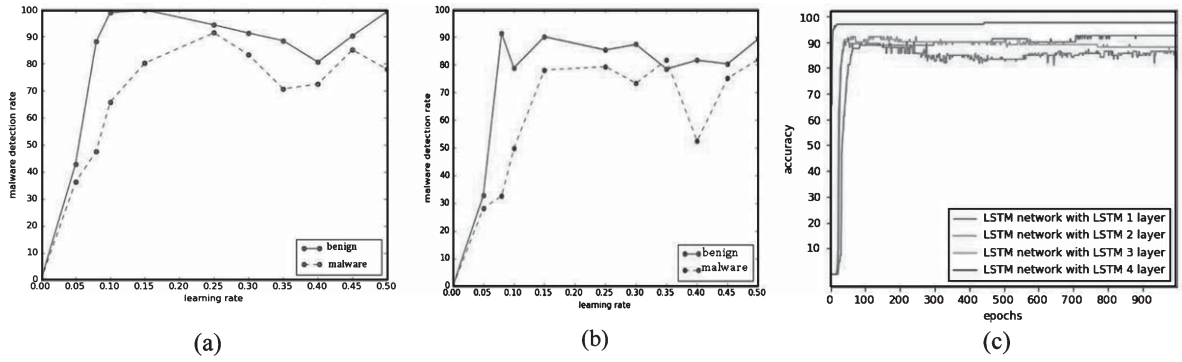 malware detection rate
100
90
80
70
60
50
40
30
20
10
0
0.00 0.05 0.10 0.15 0.20 0.25 0.30 0.35 0.40 0.45 0.50
learning rate
benign
malware
(a)
malware detection rate
100
90
80
70
60
50
40
30
20
10
0
0.00 0.05 0.10 0.15 0.20 0.25 0.30 0.35 0.40 0.45 0.50
learning rate
benign
malware
(b)
accuracy
100
90
80
70
60
50
40
30
20
10
0 100 200 300 400 500 600 700 800 900
epochs
LSTM network with LSTM 1 layer
LSTM network with LSTM 2 layer
LSTM network with LSTM 3 layer
LSTM network with LSTM 4 layer
(c)